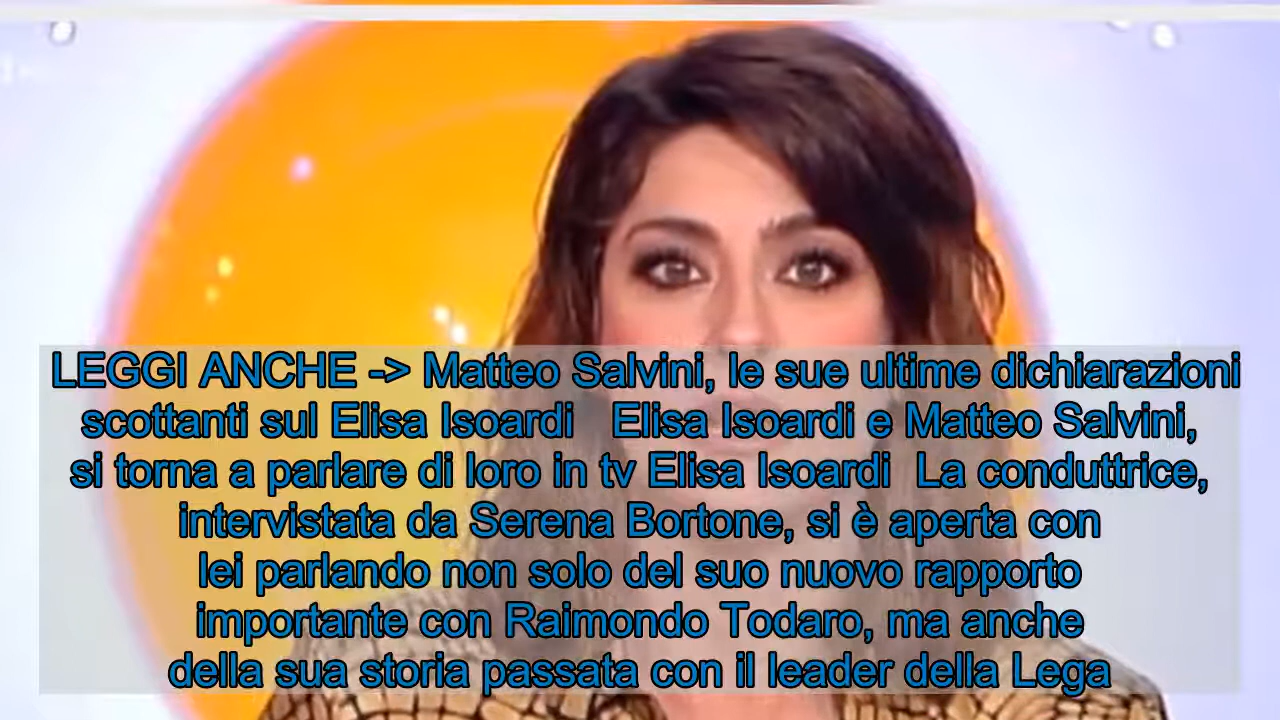 LEGGI ANCHE -> Matteo Salvini, le sue ultime dichiarazioni
scottanti sul Elisa Isoardi   Elisa Isoardi e Matteo Salvini,
si torna a parlare di loro in tv Elisa Isoardi  La conduttrice,
intervistata da Serena Bortone, si è aperta con
lei parlando non solo del suo nuovo rapporto
importante con Raimondo Todaro, ma anche
della sua storia passata con il leader della Lega